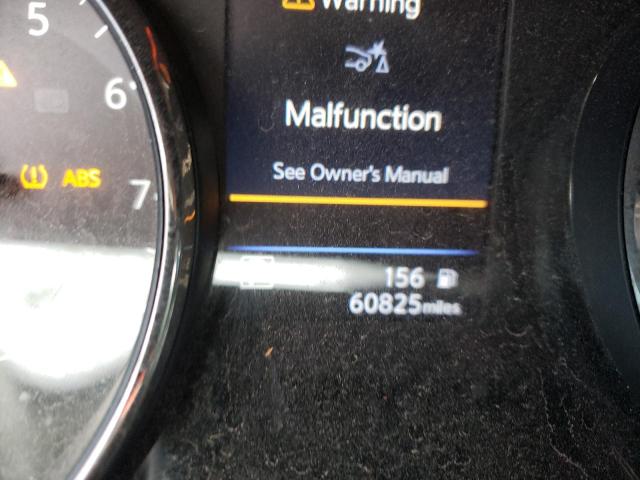 5
Warning
6
Malfunction
ABS
7
See Owner's Manual
156
60825 miles